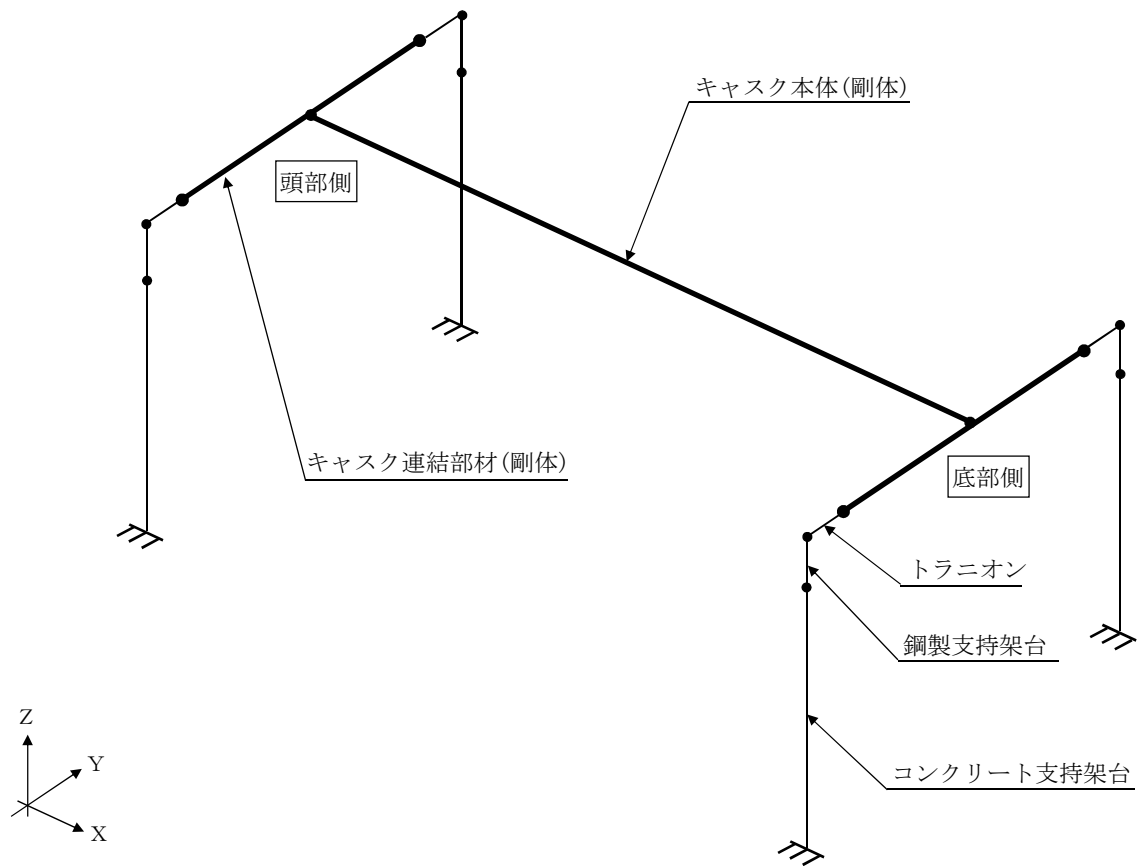 キャスク本体(剛体)
頭部側
キャスク連結部材(剛体)
底部側
トラニオン
鋼製支持架台
コンクリート支持架台
Z
Y
X